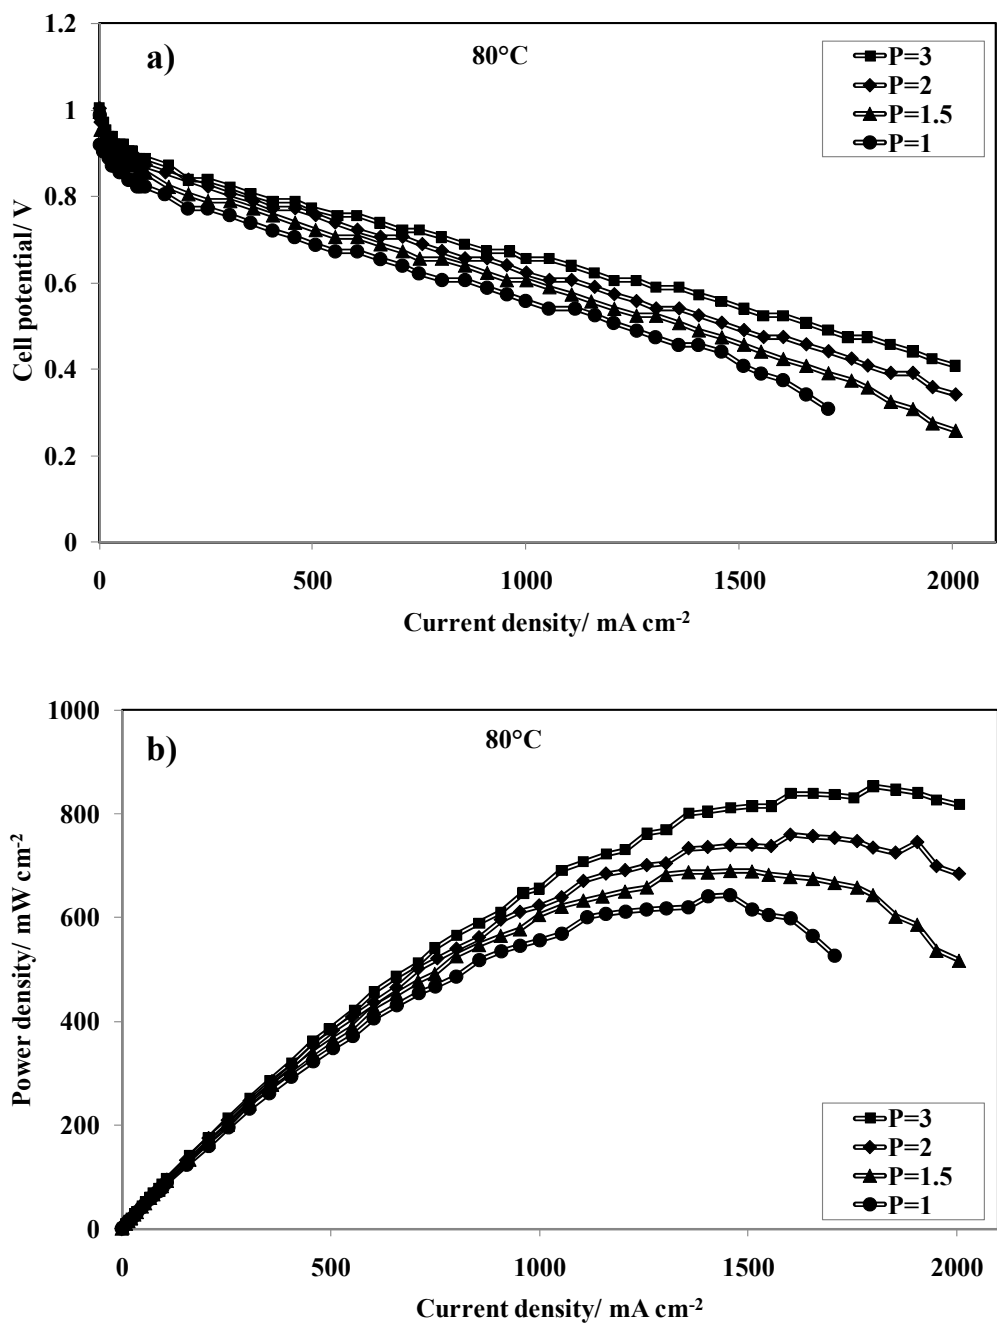 1.2
a)
80°C
P=3
P=2
P=1.5
P=1
1
0.8
0.6
0.4
0.2
0
Cell potential/ V
0
500
1000
1500
2000
Current density/ mA cm⁻²
1000
b)
80°C
800
600
400
200
0
Power density/ mW cm⁻²
P=3
P=2
P=1.5
P=1
0
500
1000
1500
2000
Current density/ mA cm⁻²